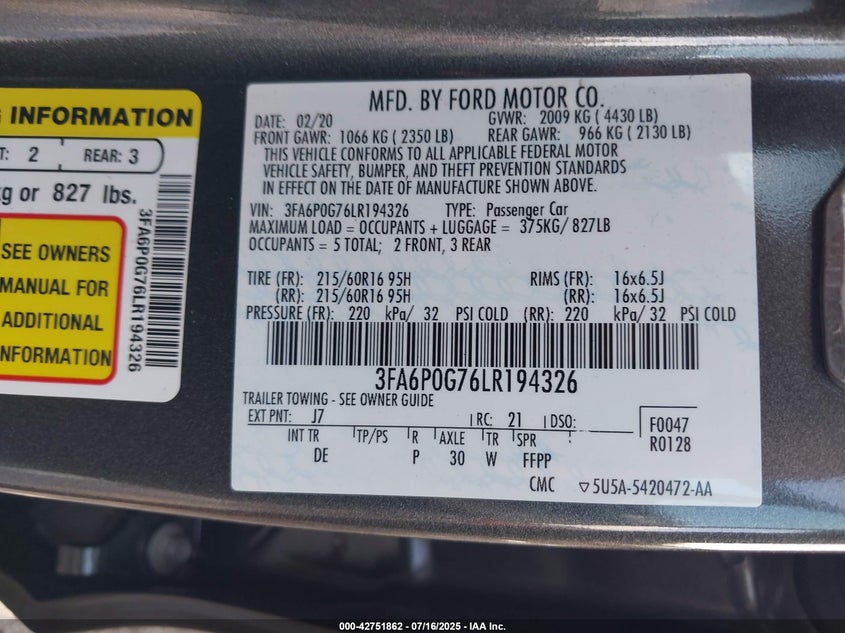 G INFORMATION
T: 2 REAR: 3
kg or 827 lbs.
SEE OWNERS
MANUAL FOR
ADDITIONAL
INFORMATION
3FA6P0G76LR194326
MFD. BY FORD MOTOR CO.
DATE: 02/20 GVWR: 2009 KG ( 4430 LB)
FRONT GAWR: 1066 KG ( 2350 LB) REAR GAWR: 966 KG ( 2130 LB)
THIS VEHICLE CONFORMS TO ALL APPLICABLE FEDERAL MOTOR
VEHICLE SAFETY, BUMPER, AND THEFT PREVENTION STANDARDS
IN EFFECT ON THE DATE OF MANUFACTURE SHOWN ABOVE.
VIN: 3FA6P0G76LR194326 TYPE: Passenger Car
MAXIMUM LOAD = OCCUPANTS + LUGGAGE = 375KG/ 827LB
OCCUPANTS = 5 TOTAL; 2 FRONT, 3 REAR
TIRE (FR): 215/60R16 95H RIMS (FR): 16x6.5J
(RR): 215/60R16 95H (RR): 16x6.5J
PRESSURE (FR): 220 kPa/ 32 PSI COLD (RR): 220 kPa/ 32 PSI COLD
3FA6P0G76LR194326
TRAILER TOWING - SEE OWNER GUIDE
EXT PNT: J7 RC: 21 DSO: F0047
INT TR TP/PS R AXLE TR SPR R0128
DE P 30 W FFPP
CMC ▽5U5A-5420472-AA
000-42751862 - 07/16/2025 - IAA Inc.